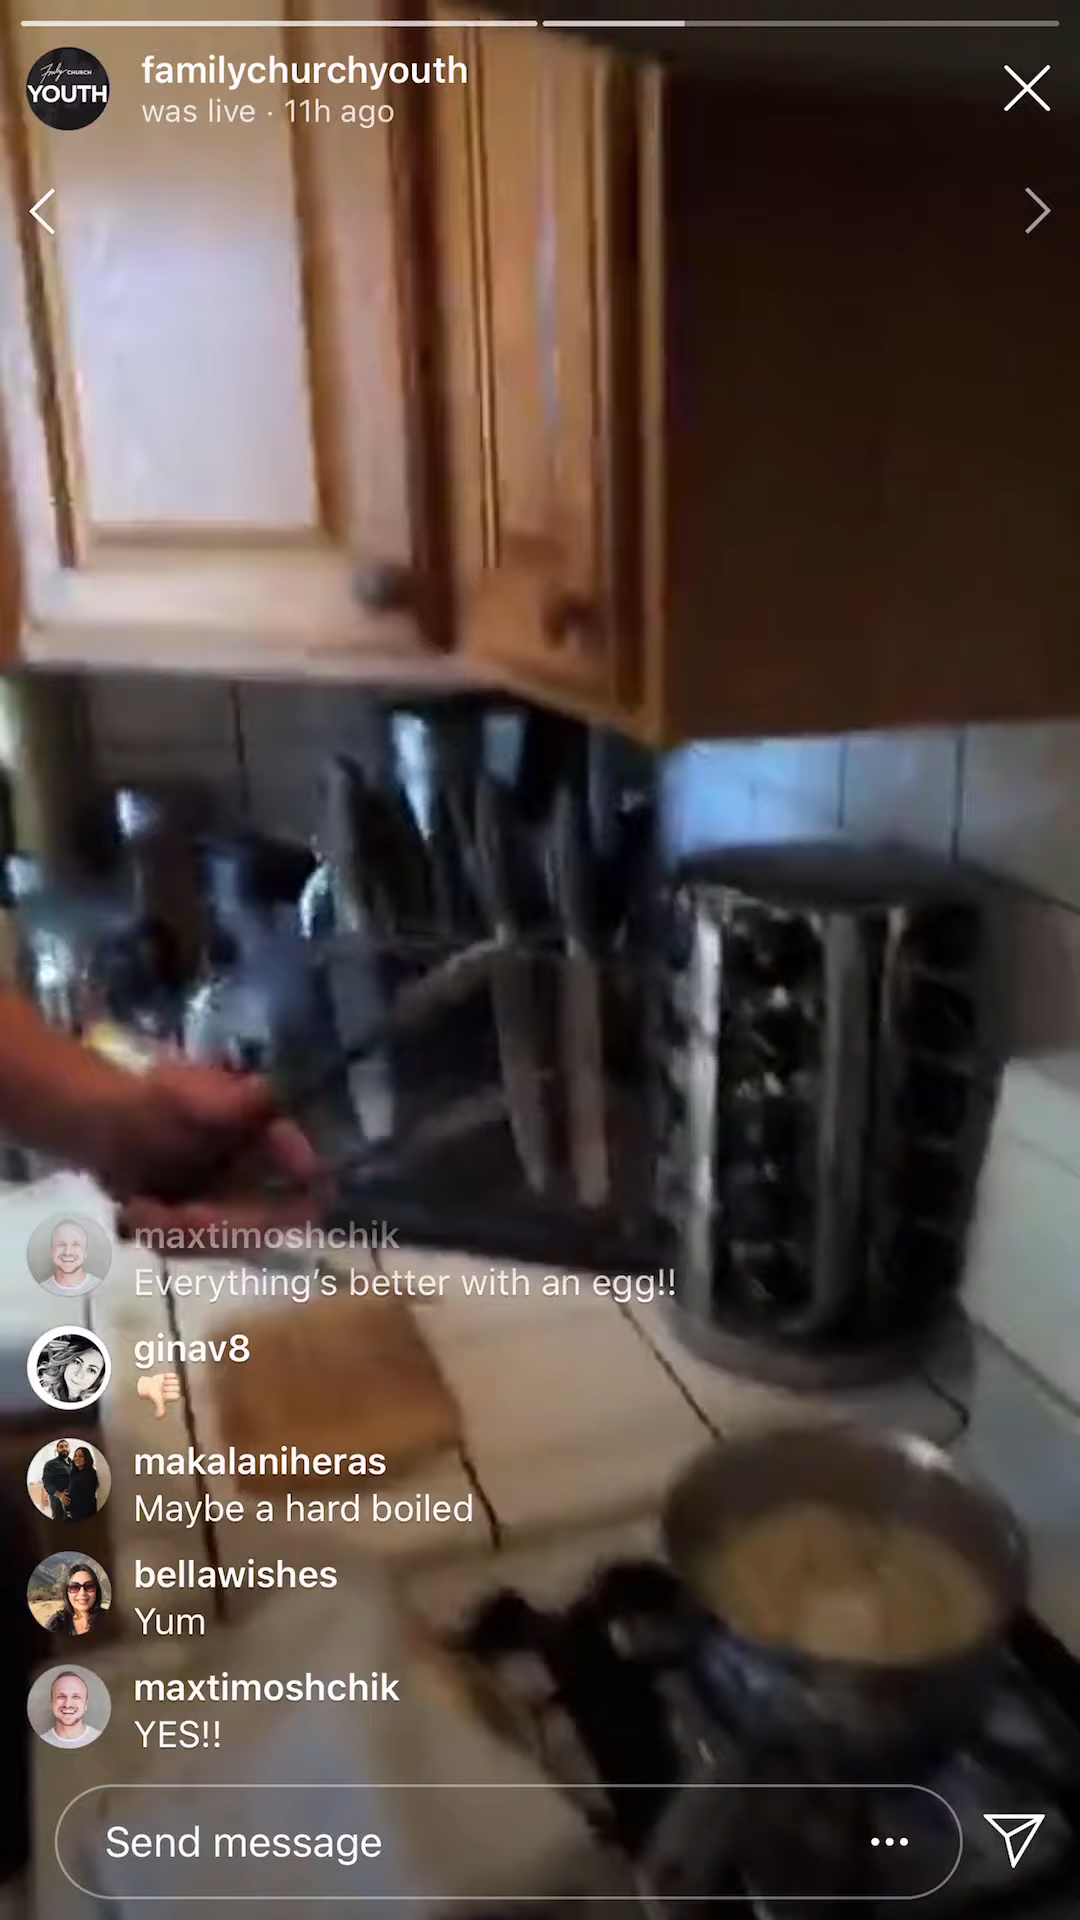 familychurchyouth
was live · 11h ago
CHURCH
YOUTH
maxtimoshchik
Everything’s better with an egg!!
ginav8
👎🏻
makalaniheras
Maybe a hard boiled
bellawishes
Yum
maxtimoshchik
YES!!
Send message